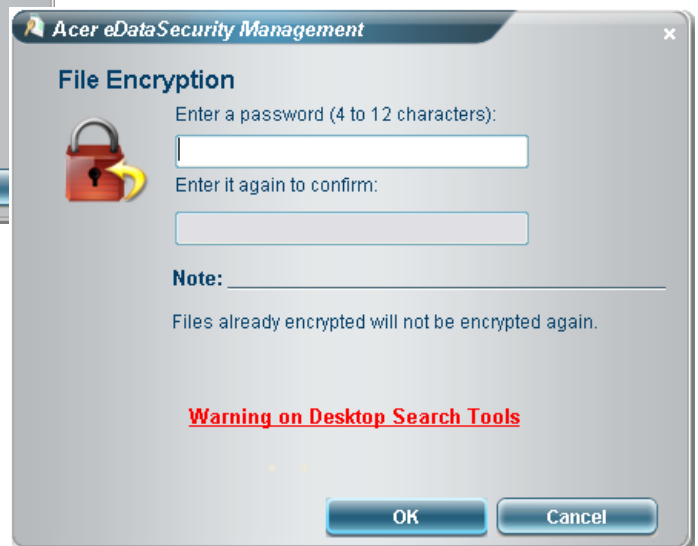 Acer eDataSecurity Management
File Encryption
Enter a password (4 to 12 characters):
Enter it again to confirm:
Note:
Files already encrypted will not be encrypted again.
Warning on Desktop Search Tools
OK
Cancel